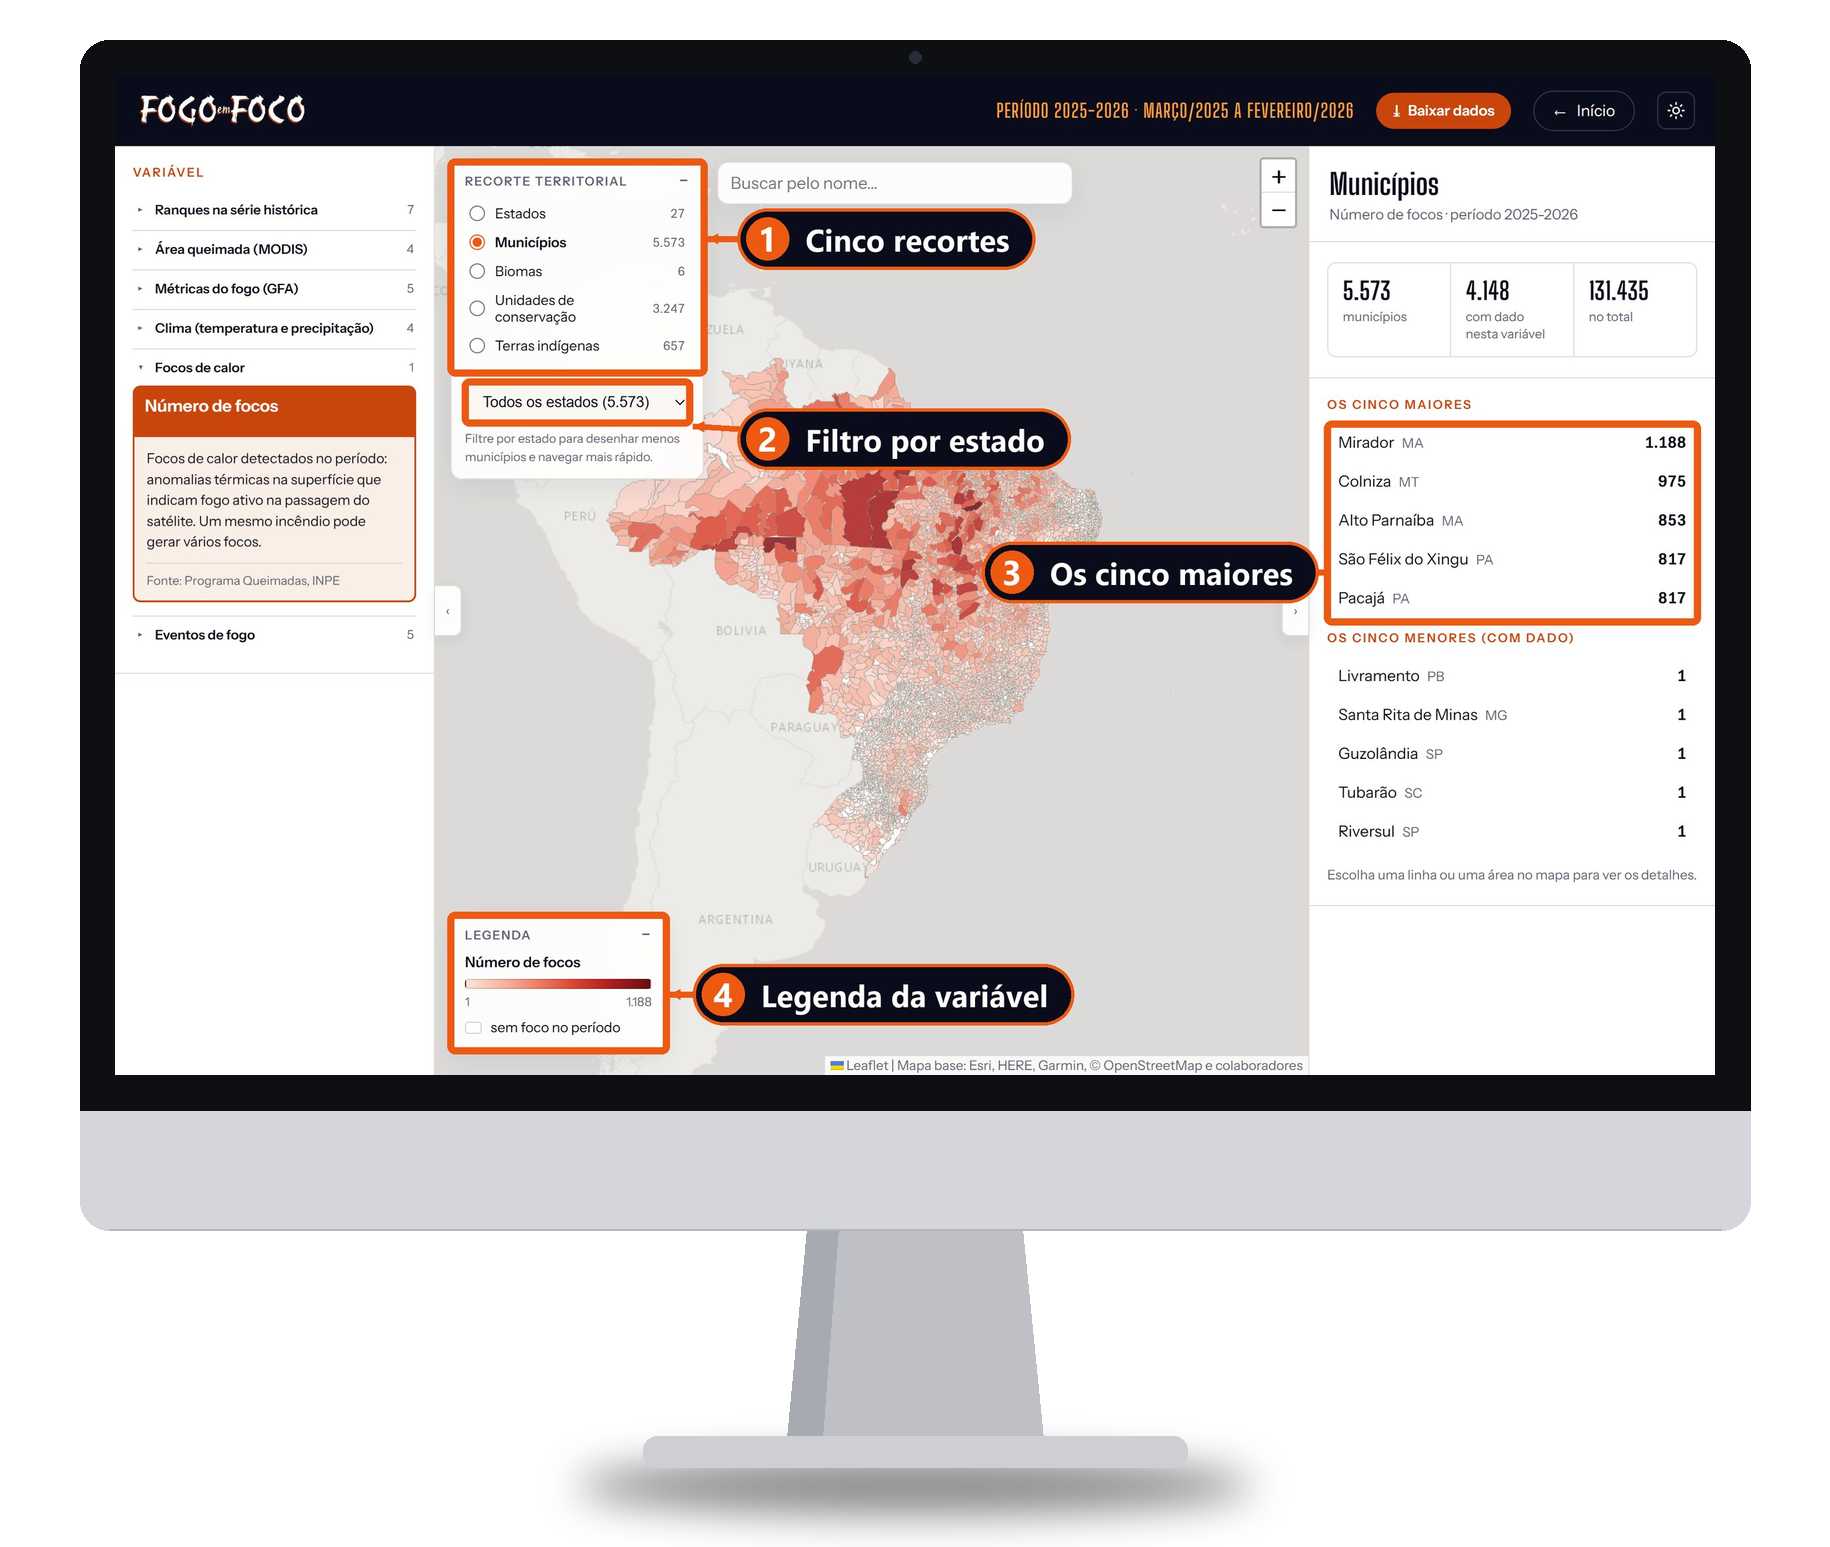 FOGO em FOCO
PERÍODO 2025-2026 · MARÇO/2025 A FEVEREIRO/2026
Baixar dados
← Início
VARIÁVEL
Ranques na série histórica 7
Área queimada (MODIS) 4
Métricas do fogo (GFA) 5
Clima (temperatura e precipitação) 4
Focos de calor 1
Número de focos
Focos de calor detectados no período:
anomalias térmicas na superfície que
indicam fogo ativo na passagem do
satélite. Um mesmo incêndio pode
gerar vários focos.
Fonte: Programa Queimadas, INPE
Eventos de fogo 5
RECORTE TERRITORIAL −
Estados 27
Municípios 5.573
Biomas 6
Unidades de
conservação 3.247
Terras indígenas 657
Todos os estados (5.573)
Filtre por estado para desenhar menos
municípios e navegar mais rápido.
Buscar pelo nome...
+
−
1 Cinco recortes
2 Filtro por estado
3 Os cinco maiores
4 Legenda da variável
ZUELA
UYANA
PERÚ
BOLIVIA
PARAGUAY
URUGUAY
ARGENTINA
LEGENDA −
Número de focos
1 1.188
sem foco no período
Leaflet | Mapa base: Esri, HERE, Garmin, © OpenStreetMap e colaboradores
Municípios
Número de focos · período 2025-2026
5.573
municípios
4.148
com dado
nesta variável
131.435
no total
OS CINCO MAIORES
Mirador MA 1.188
Colniza MT 975
Alto Parnaíba MA 853
São Félix do Xingu PA 817
Pacajá PA 817
OS CINCO MENORES (COM DADO)
Livramento PB 1
Santa Rita de Minas MG 1
Guzolândia SP 1
Tubarão SC 1
Riversul SP 1
Escolha uma linha ou uma área no mapa para ver os detalhes.